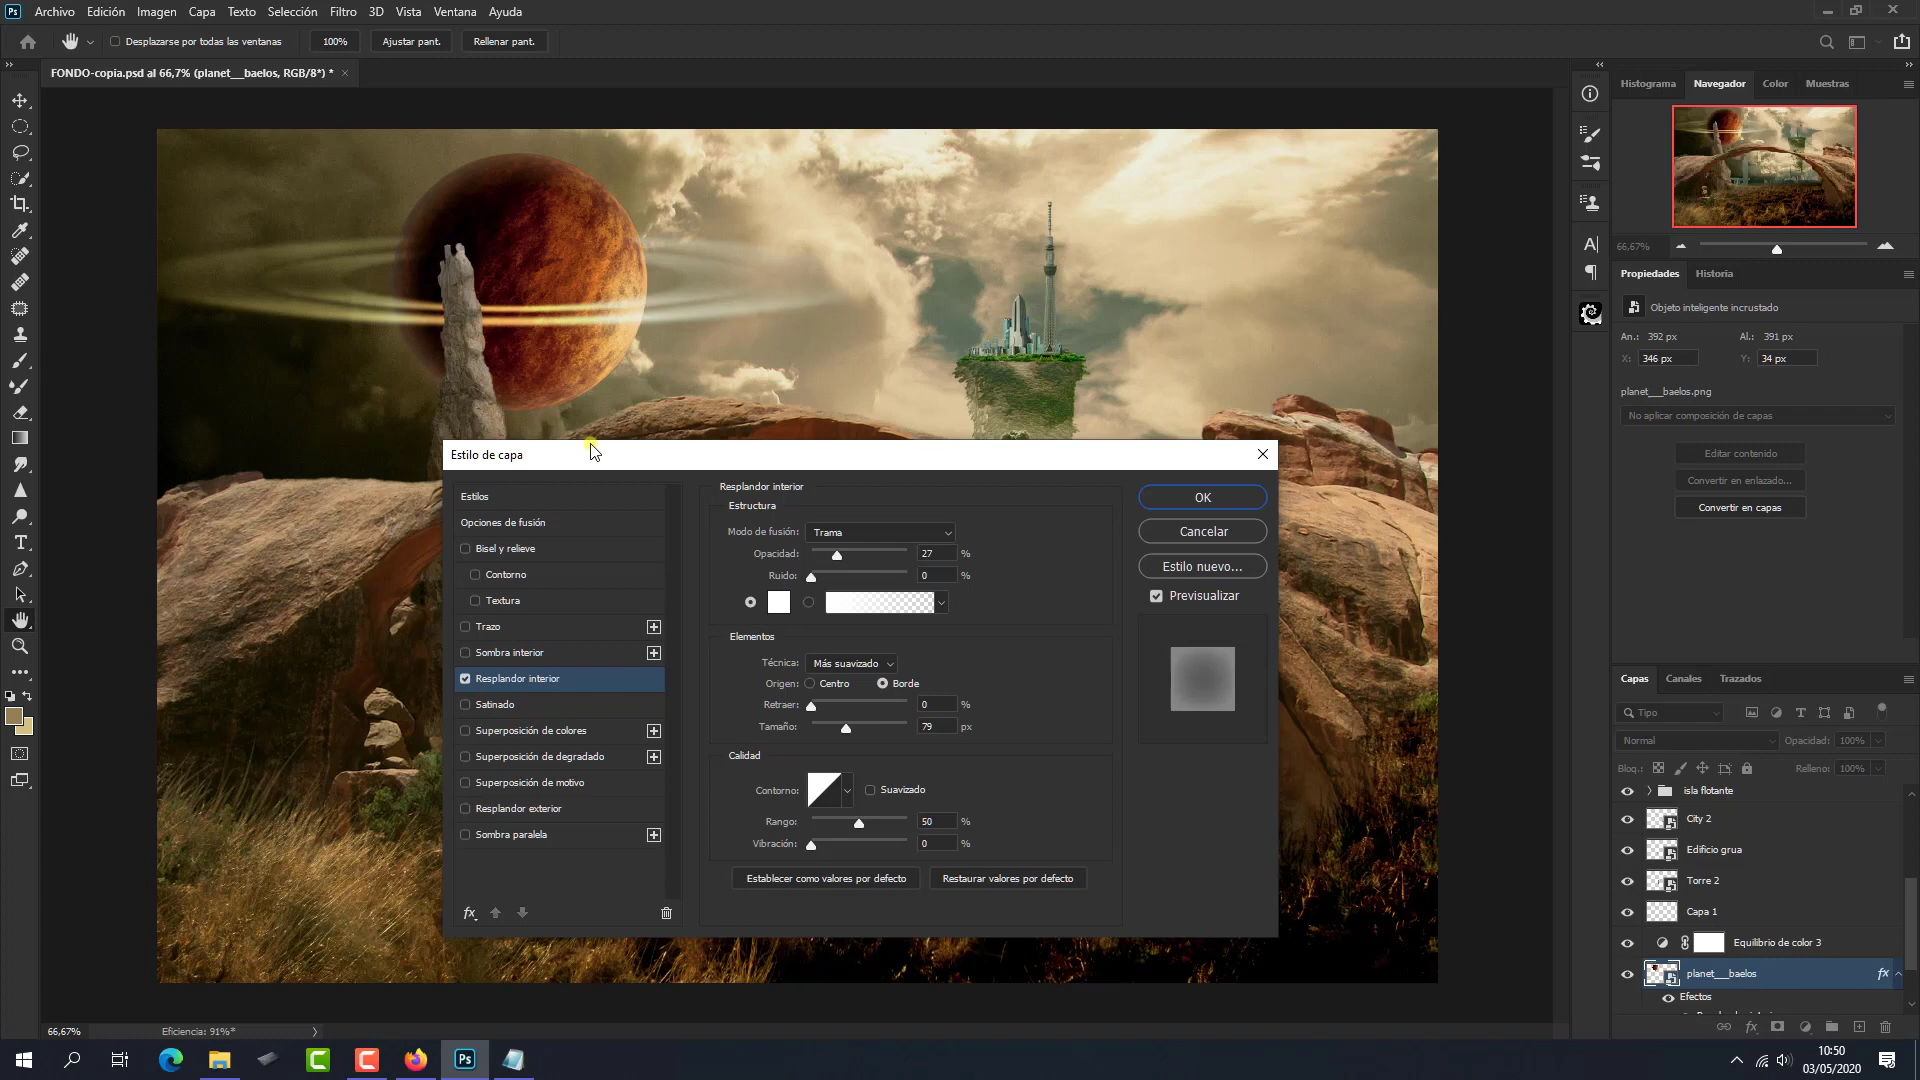 Ps Archivo Edición Imagen Capa Texto Selección Filtro 3D Vista Ventana Ayuda
Desplazarse por todas las ventanas 100% Ajustar pant. Rellenar pant.
FONDO-copia.psd al 66,7% (planet__baelos, RGB/8*) *
Histograma Navegador Color Muestras
66,67%
Propiedades Historia
Objeto inteligente incrustado
An.: 392 px Al.: 391 px
X: 346 px Y: 34 px
planet__baelos.png
No aplicar composición de capas
Editar contenido
Convertir en enlazado...
Convertir en capas
Estilo de capa
Estilos
Opciones de fusión
Bisel y relieve
Contorno
Textura
Trazo
Sombra interior
Resplandor interior
Satinado
Superposición de colores
Superposición de degradado
Superposición de motivo
Resplandor exterior
Sombra paralela
fx
Resplandor interior
Estructura
Modo de fusión: Trama
Opacidad: 27 %
Ruido: 0 %
Elementos
Técnica: Más suavizado
Origen: Centro Borde
Retraer: 0 %
Tamaño: 79 px
Calidad
Contorno: Suavizado
Rango: 50 %
Vibración: 0 %
Establecer como valores por defecto Restaurar valores por defecto
OK
Cancelar
Estilo nuevo...
Previsualizar
Capas Canales Trazados
Tipo
Normal Opacidad: 100%
Bloq.: Relleno: 100%
isla flotante
City 2
Edificio grua
Torre 2
Capa 1
Equilibrio de color 3
planet__baelos fx
Efectos
66,67% Eficiencia: 91%*
Ps
10:50
03/05/2020